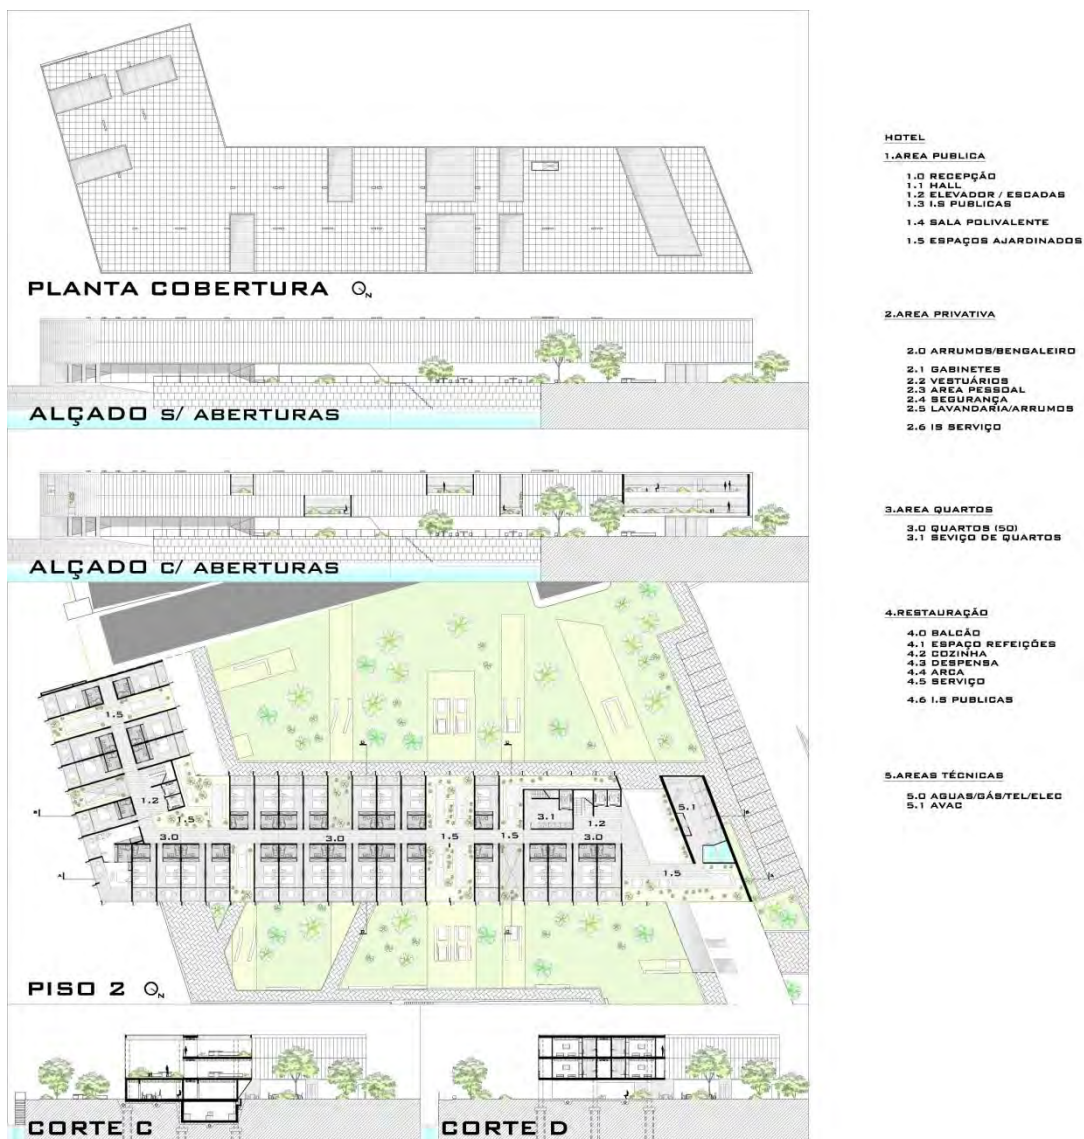 PLANTA COBERTURA N
ALÇADO S/ ABERTURAS
ALÇADO C/ ABERTURAS
1.5
1.2
1.5
3.0
3.0
1.5
1.5
3.1
1.2
3.0
5.1
1.5
PISO 2 N
CORTE C
CORTE D
HOTEL
1.AREA PUBLICA
1.0 RECEPÇÃO
1.1 HALL
1.2 ELEVADOR / ESCADAS
1.3 I.S PUBLICAS
1.4 SALA POLIVALENTE
1.5 ESPAÇOS AJARDINADOS
2.AREA PRIVATIVA
2.0 ARRUMOS/BENGALEIRO
2.1 GABINETES
2.2 VESTUÁRIOS
2.3 AREA PESSOAL
2.4 SEGURANÇA
2.5 LAVANDARIA/ARRUMOS
2.6 IS SERVIÇO
3.AREA QUARTOS
3.0 QUARTOS (50)
3.1 SEVIÇO DE QUARTOS
4.RESTAURAÇÃO
4.0 BALCÃO
4.1 ESPAÇO REFEIÇÕES
4.2 COZINHA
4.3 DESPENSA
4.4 ARCA
4.5 SERVIÇO
4.6 I.S PUBLICAS
5.AREAS TÉCNICAS
5.0 AGUAS/GÁS/TEL/ELEC
5.1 AVAC